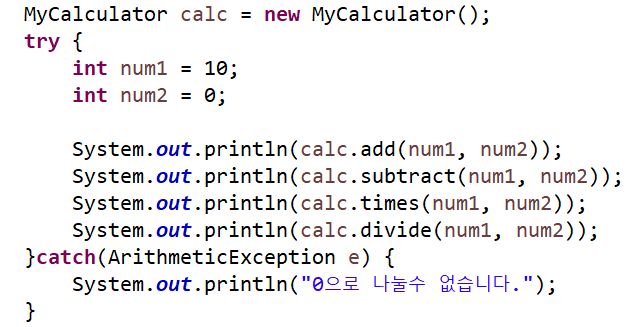 MyCalculator calc = new MyCalculator();
try {
    int num1 = 10;
    int num2 = 0;

    System.out.println(calc.add(num1, num2));
    System.out.println(calc.subtract(num1, num2));
    System.out.println(calc.times(num1, num2));
    System.out.println(calc.divide(num1, num2));
}catch(ArithmeticException e) {
    System.out.println("0으로 나눌수 없습니다.");
}